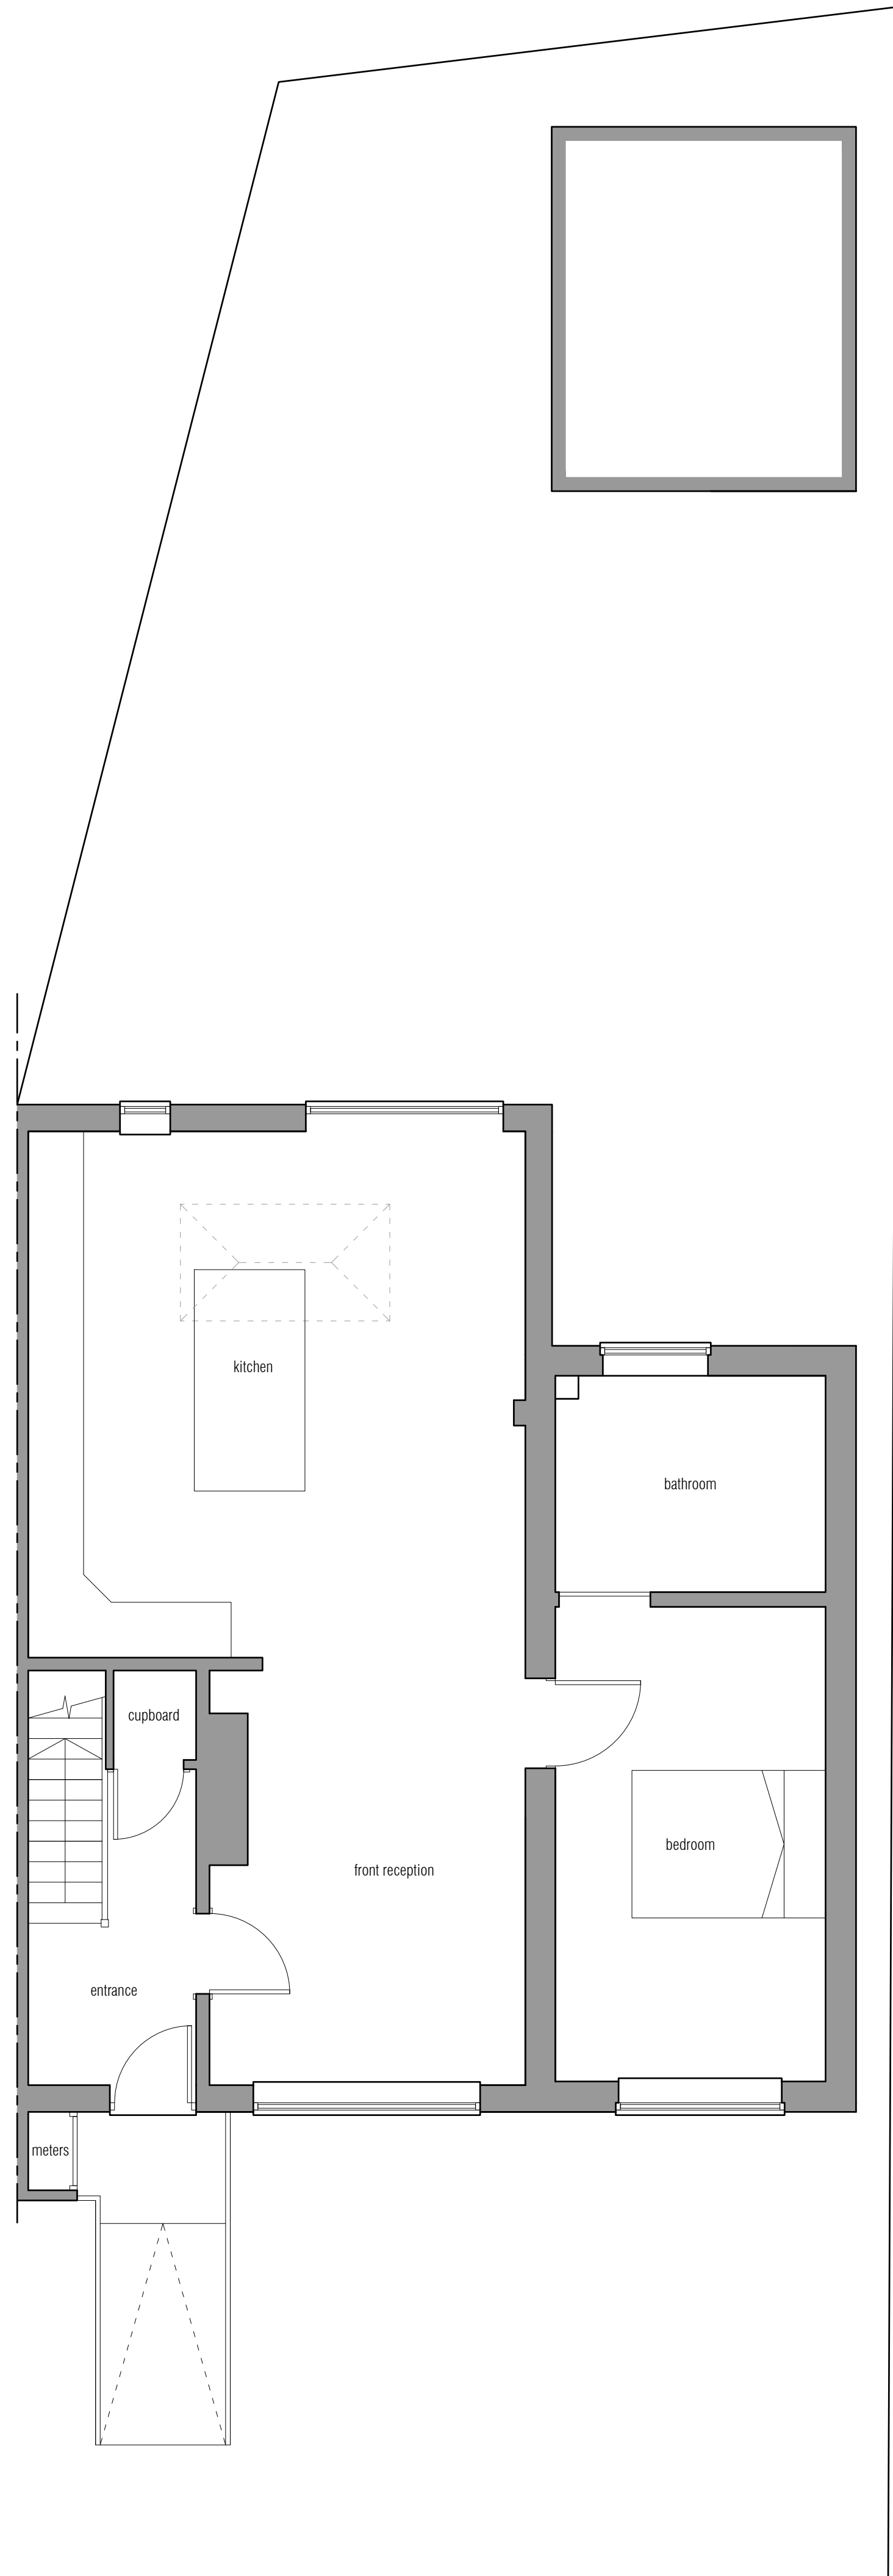 kitchen
bathroom
cupboard
bedroom
front reception
entrance
meters